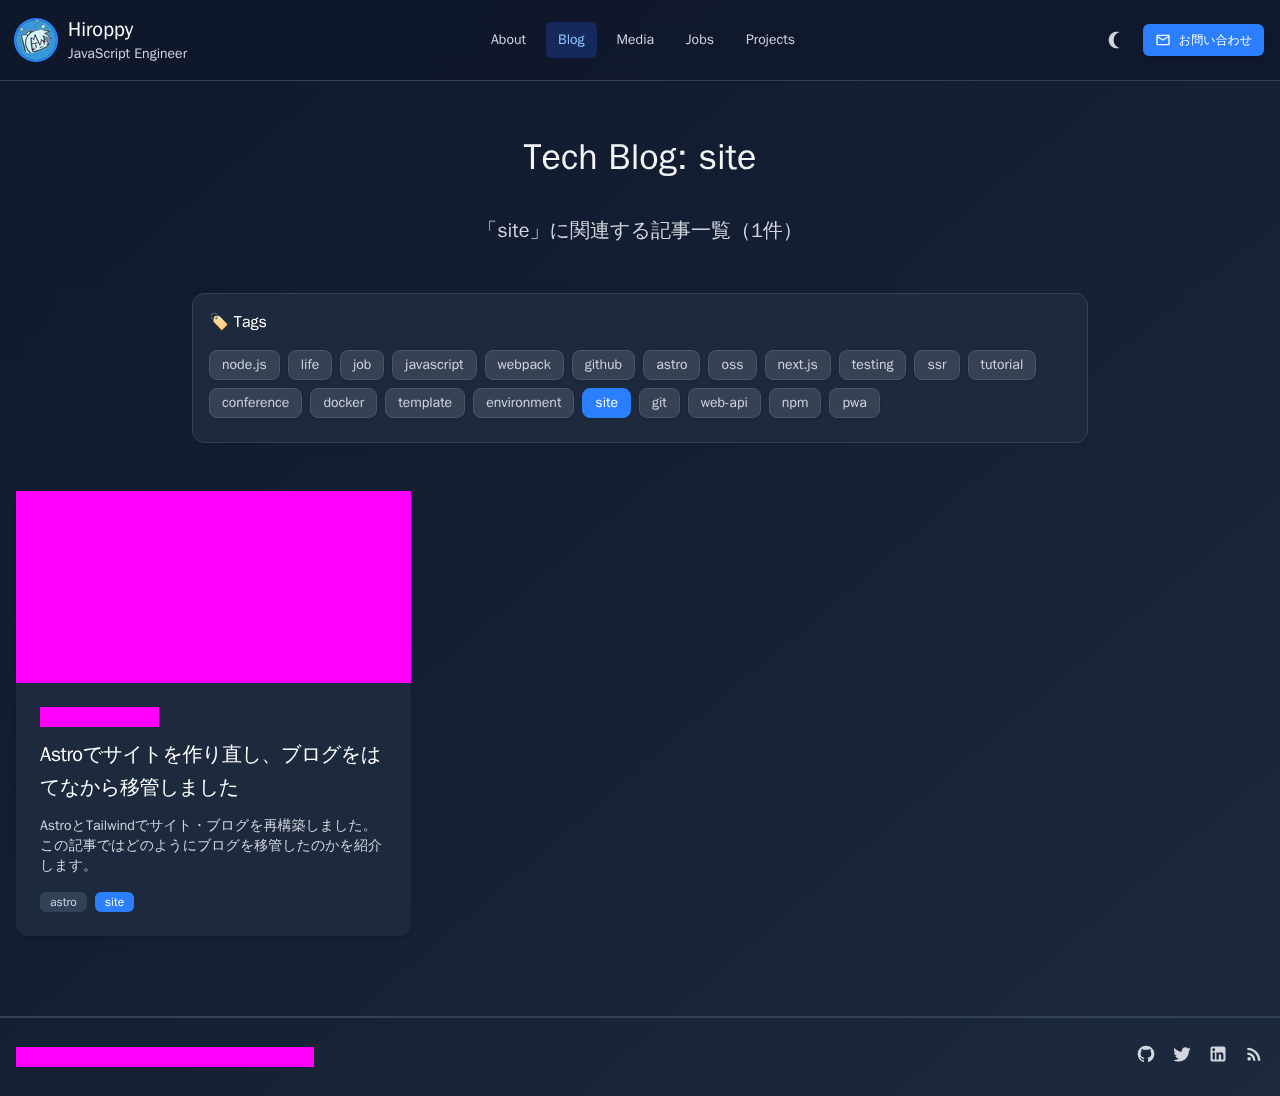 Hiroppy
JavaScript Engineer
About
Blog
Media
Jobs
Projects
お問い合わせ
Tech Blog: site
「site」に関連する記事一覧（1件）
🏷️ Tags
node.js life job javascript webpack github astro oss next.js testing ssr tutorial
conference docker template environment site git web-api npm pwa
Astroでサイトを作り直し、ブログをは
てなから移管しました
AstroとTailwindでサイト・ブログを再構築しました。
この記事ではどのようにブログを移管したのかを紹介
します。
astro site